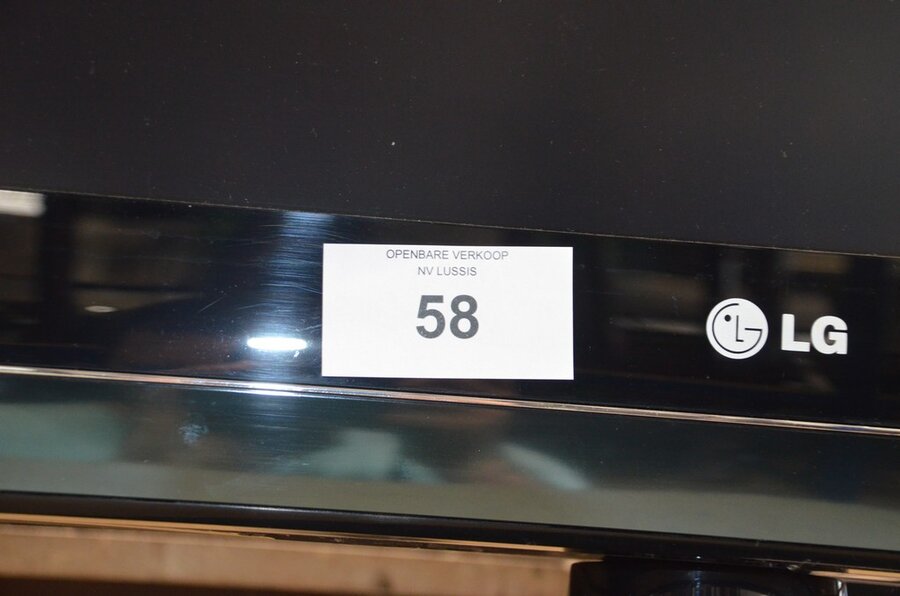 OPENBARE VERKOOP
NV LUSSIS
58
LG